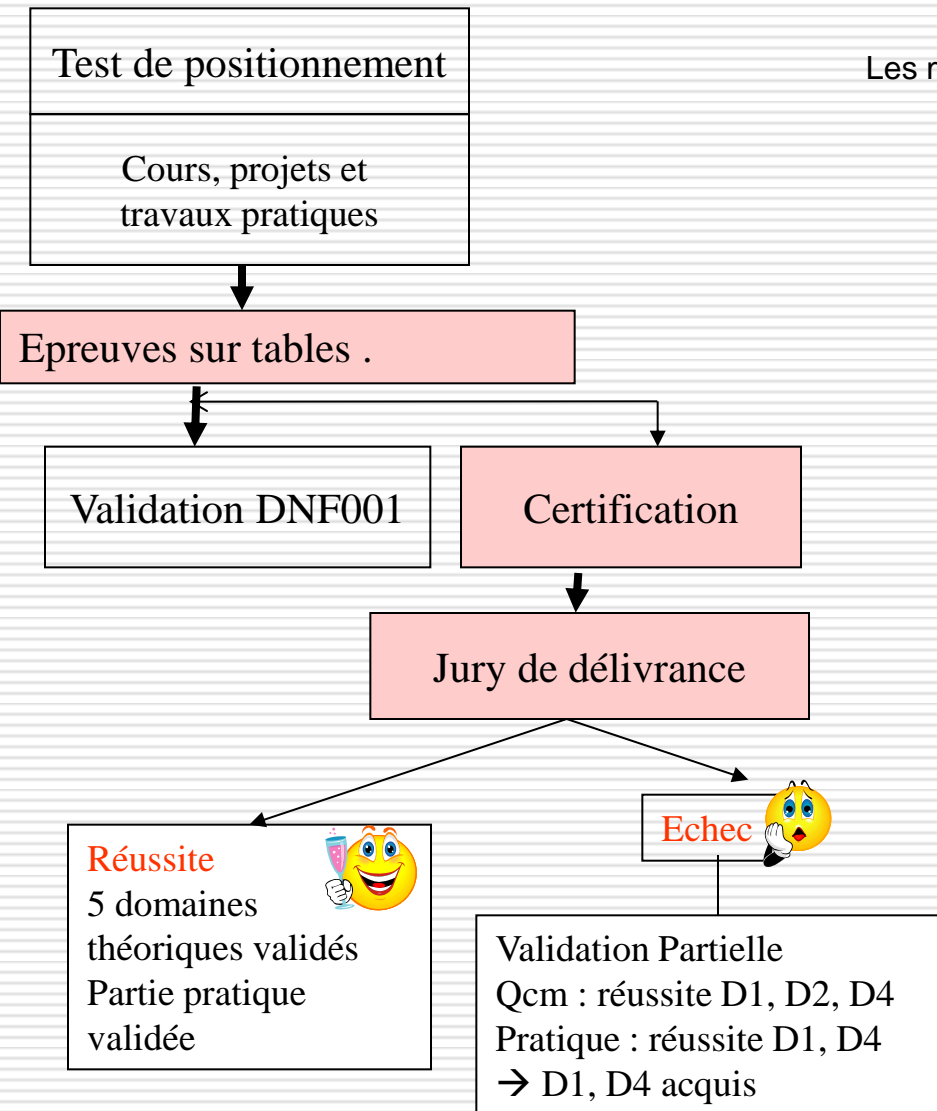 Test de positionnement
Les
Cours, projets et
travaux pratiques
Epreuves sur tables .
Validation DNF001
Certification
Jury de délivrance
Réussite
5 domaines
théoriques validés
Partie pratique
validée
Echec
Validation Partielle
Qcm : réussite D1, D2, D4
Pratique : réussite D1, D4
→ D1, D4 acquis